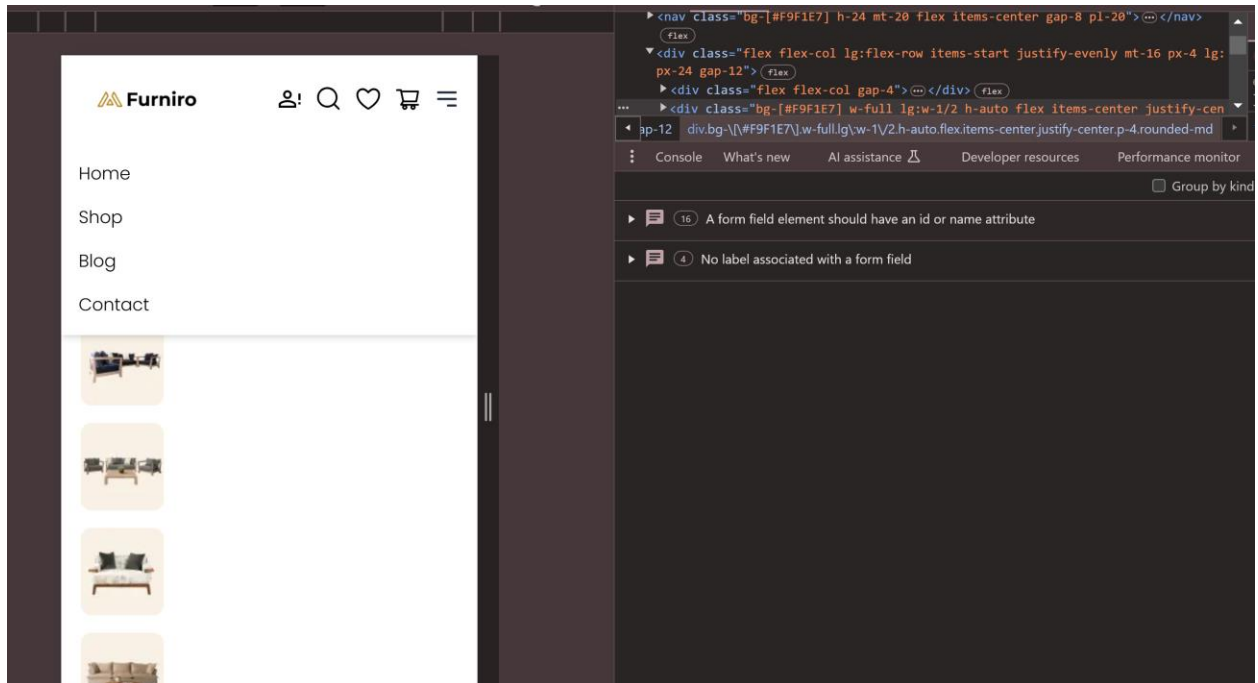 Furniro
Home
Shop
Blog
Contact
<nav class="bg-[#F9F1E7] h-24 mt-20 flex items-center gap-8 pl-20">…</nav>
flex
<div class="flex flex-col lg:flex-row items-start justify-evenly mt-16 px-4 lg:
px-24 gap-12"> flex
<div class="flex flex-col gap-4">…</div> flex
<div class="bg-[#F9F1E7] w-full lg:w-1/2 h-auto flex items-center justify-cen
ap-12 div.bg-\[\#F9F1E7\].w-full.lg\:w-1\/2.h-auto.flex.items-center.justify-center.p-4.rounded-md
Console What's new AI assistance Developer resources Performance monitor
Group by kind
16 A form field element should have an id or name attribute
4 No label associated with a form field